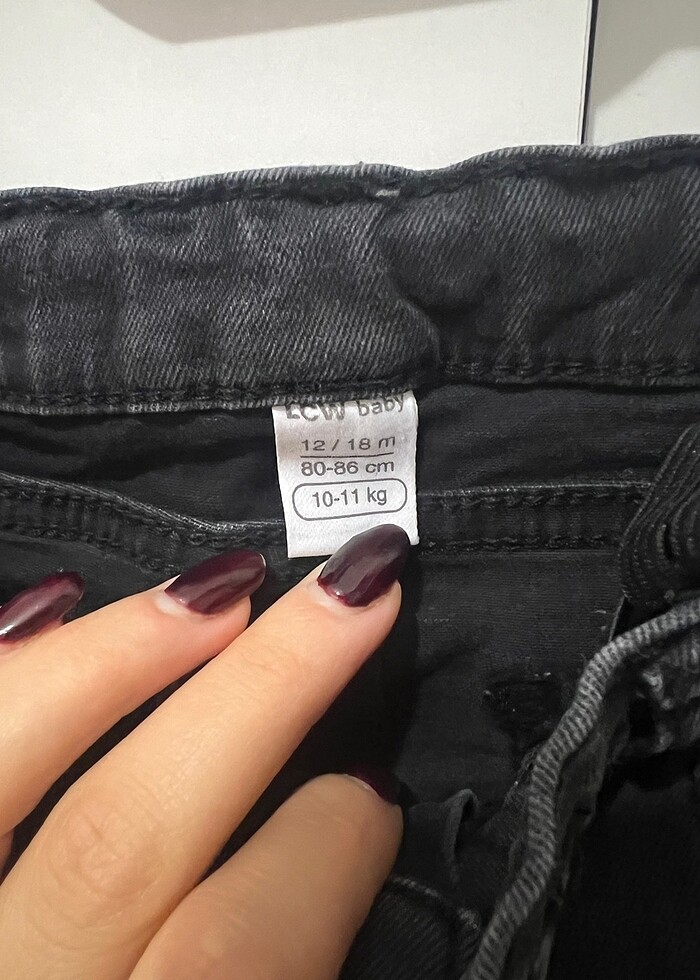 LCW baby
12 / 18 m
80-86 cm
10-11 kg